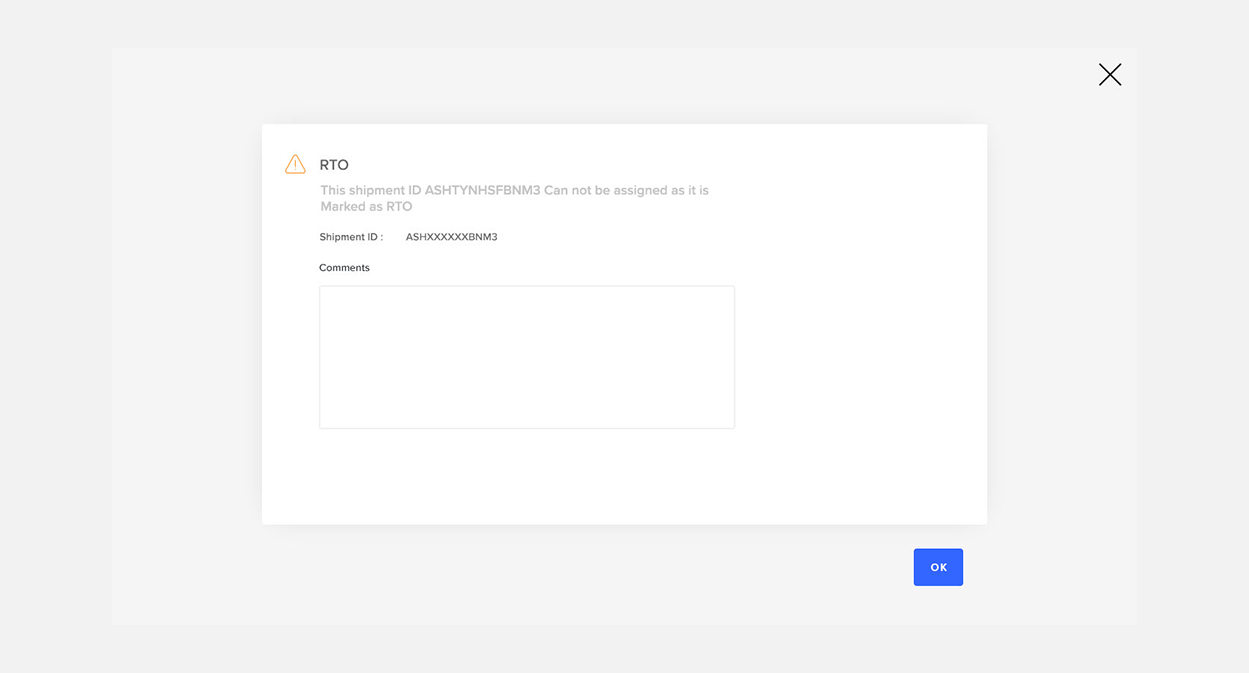 RTO
This shipment ID ASHTYNHSFBNM3 Can not be assigned as it is
Marked as RTO
Shipment ID : ASHXXXXXXBNM3
Comments
OK